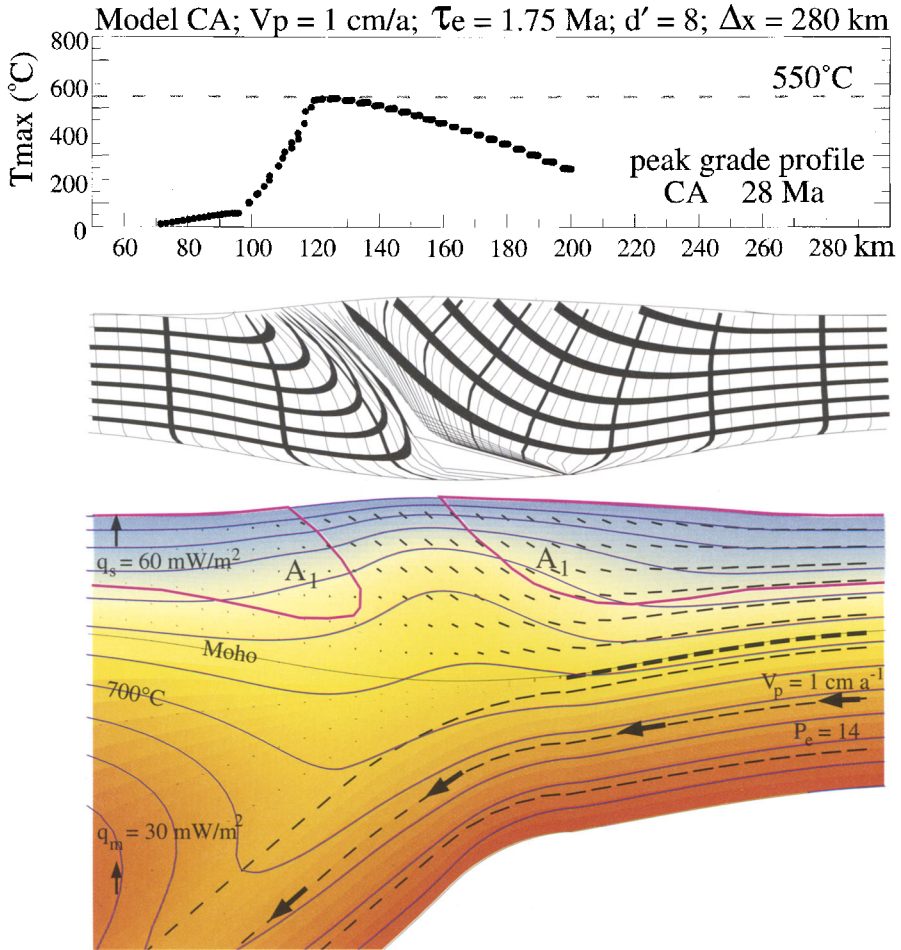 Model CA; Vp = 1 cm/a; τe = 1.75 Ma; d′ = 8; Δx = 280 km
Tmax (°C)
800
600
400
200
0
550°C
peak grade profile
CA 28 Ma
60 80 100 120 140 160 180 200 220 240 260 280 km
qs = 60 mW/m²
A1
A1
Moho
700°C
Vp = 1 cm a⁻¹
Pe = 14
qm = 30 mW/m²